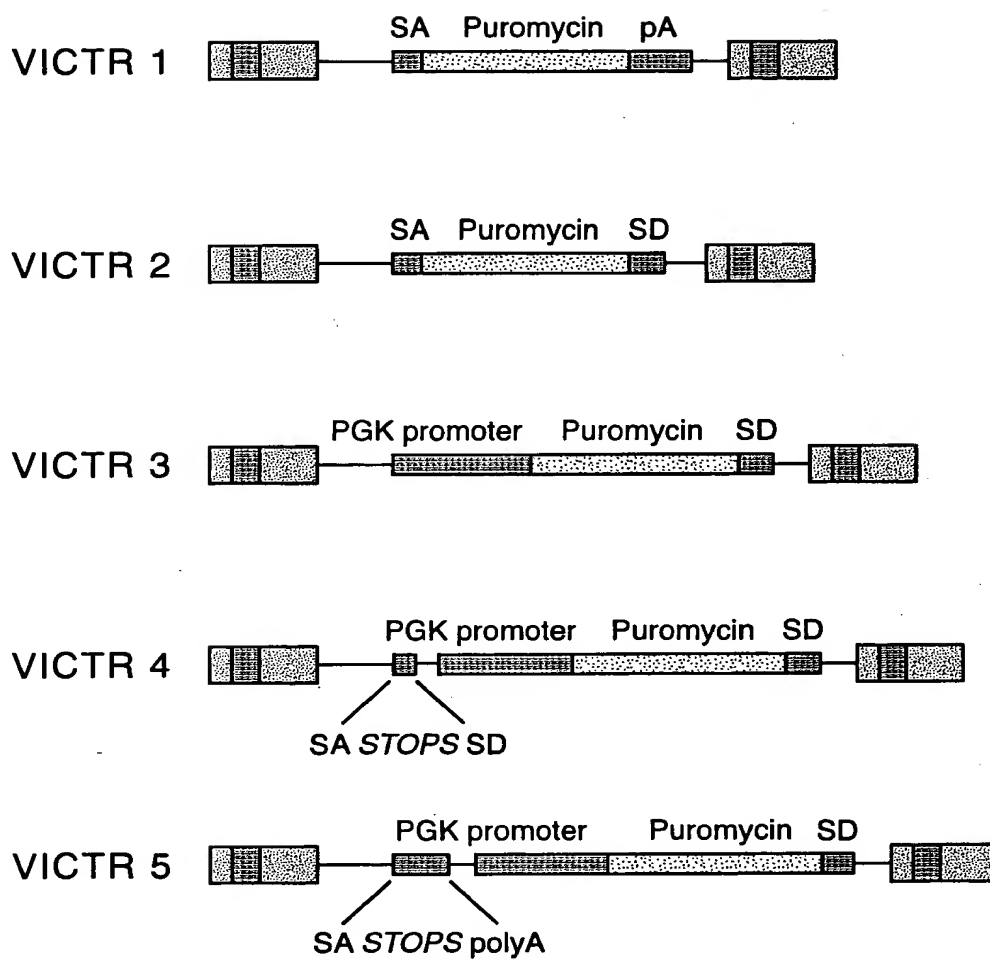 SA Puromycin pA
VICTR 1
SA Puromycin SD
VICTR 2
PGK promoter Puromycin SD
VICTR 3
PGK promoter Puromycin SD
VICTR 4
SA STOPS SD
PGK promoter Puromycin SD
VICTR 5
SA STOPS polyA